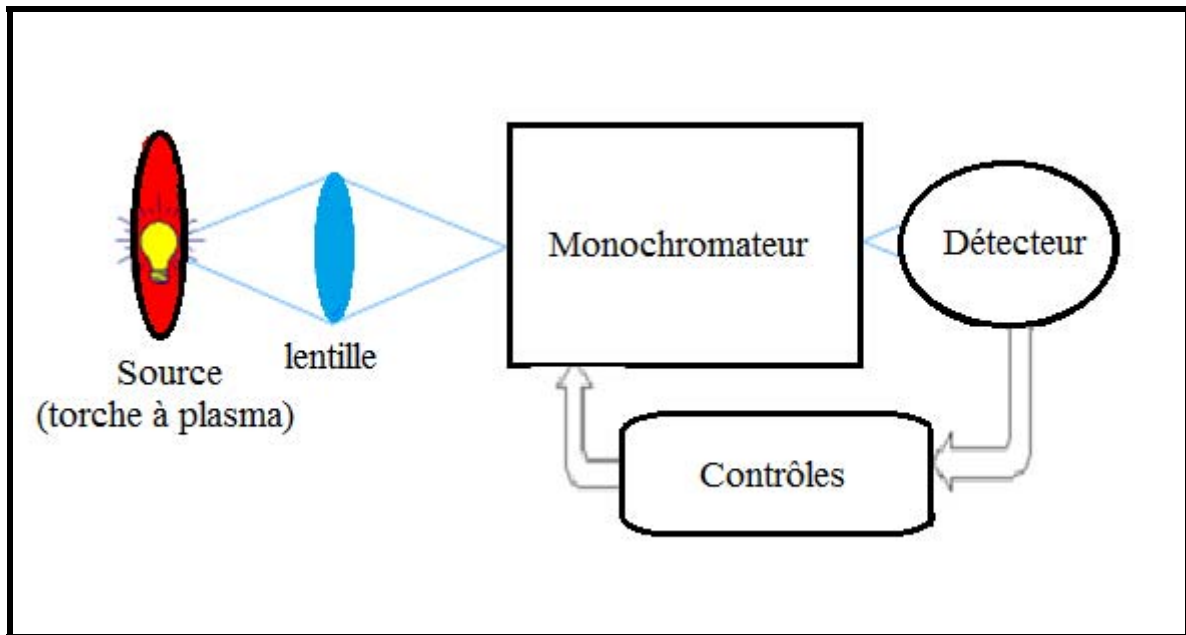 Source
(torche à plasma)
lentille
Monochromateur
Détecteur
Contrôles